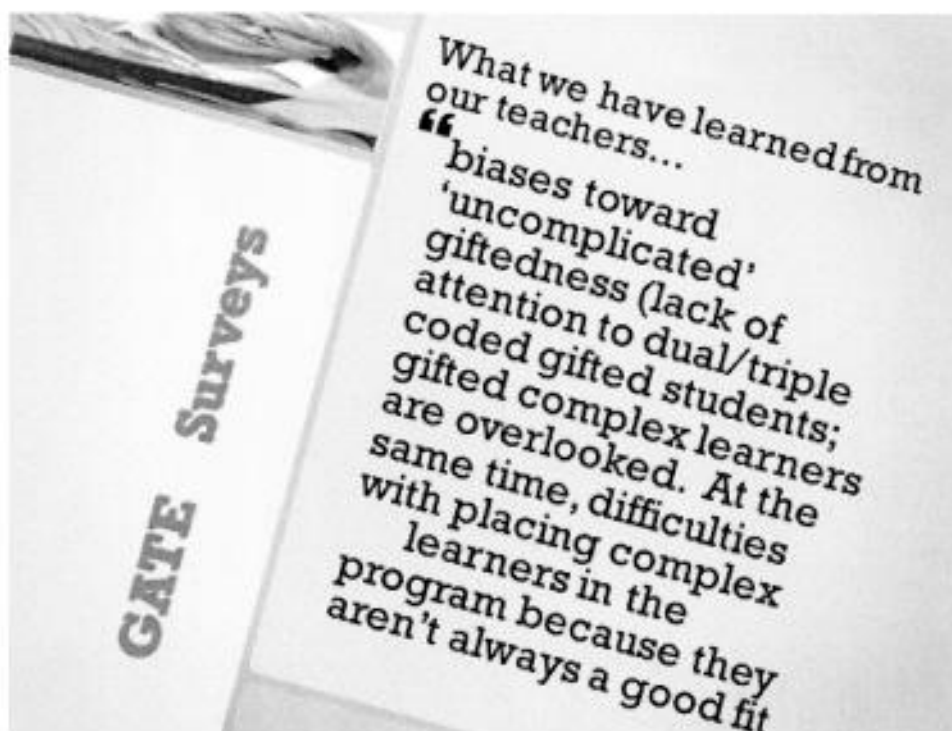 GATE Surveys
What we have learned from
our teachers...
“
biases toward
‘uncomplicated’
giftedness (lack of
attention to dual/triple
coded gifted students;
gifted complex learners
are overlooked. At the
same time, difficulties
with placing complex
learners in the
program because they
aren’t always a good fit